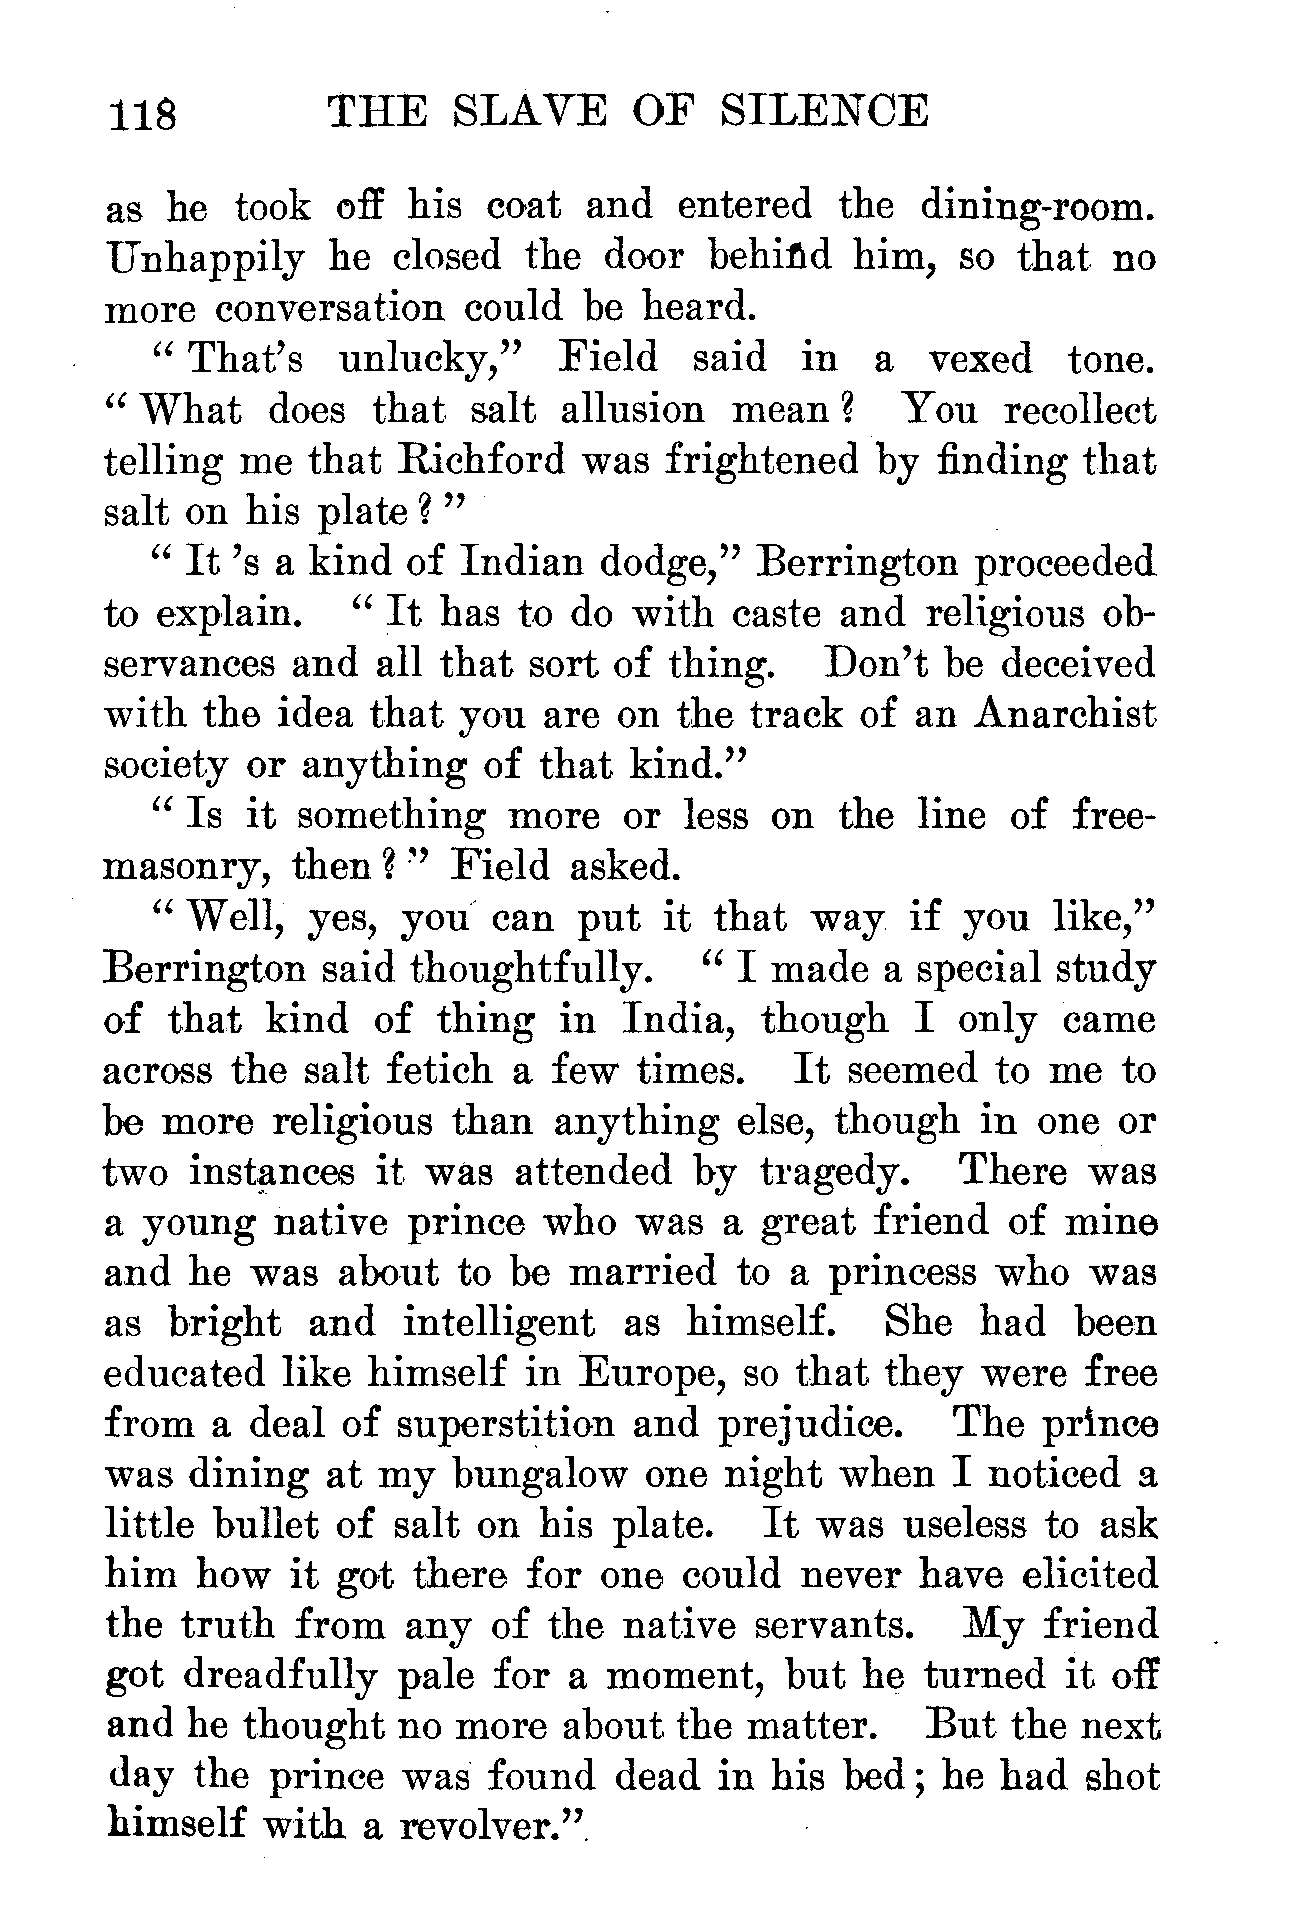 118 THE SLAVE OF SILENCE
as he took off his coat and entered the dining-room.
Unhappily he closed the door behind him, so that no
more conversation could be heard.
“ That’s unlucky,” Field said in a vexed tone.
“ What does that salt allusion mean ? You recollect
telling me that Richford was frightened by finding that
salt on his plate ? ”
“ It ’s a kind of Indian dodge,” Berrington proceeded
to explain. “ It has to do with caste and religious ob-
servances and all that sort of thing. Don’t be deceived
with the idea that you are on the track of an Anarchist
society or anything of that kind.”
“ Is it something more or less on the line of free-
masonry, then ? ” Field asked.
“ Well, yes, you can put it that way if you like,”
Berrington said thoughtfully. “ I made a special study
of that kind of thing in India, though I only came
across the salt fetich a few times. It seemed to me to
be more religious than anything else, though in one or
two instances it was attended by tragedy. There was
a young native prince who was a great friend of mine
and he was about to be married to a princess who was
as bright and intelligent as himself. She had been
educated like himself in Europe, so that they were free
from a deal of superstition and prejudice. The prince
was dining at my bungalow one night when I noticed a
little bullet of salt on his plate. It was useless to ask
him how it got there for one could never have elicited
the truth from any of the native servants. My friend
got dreadfully pale for a moment, but he turned it off
and he thought no more about the matter. But the next
day the prince was found dead in his bed ; he had shot
himself with a revolver.”